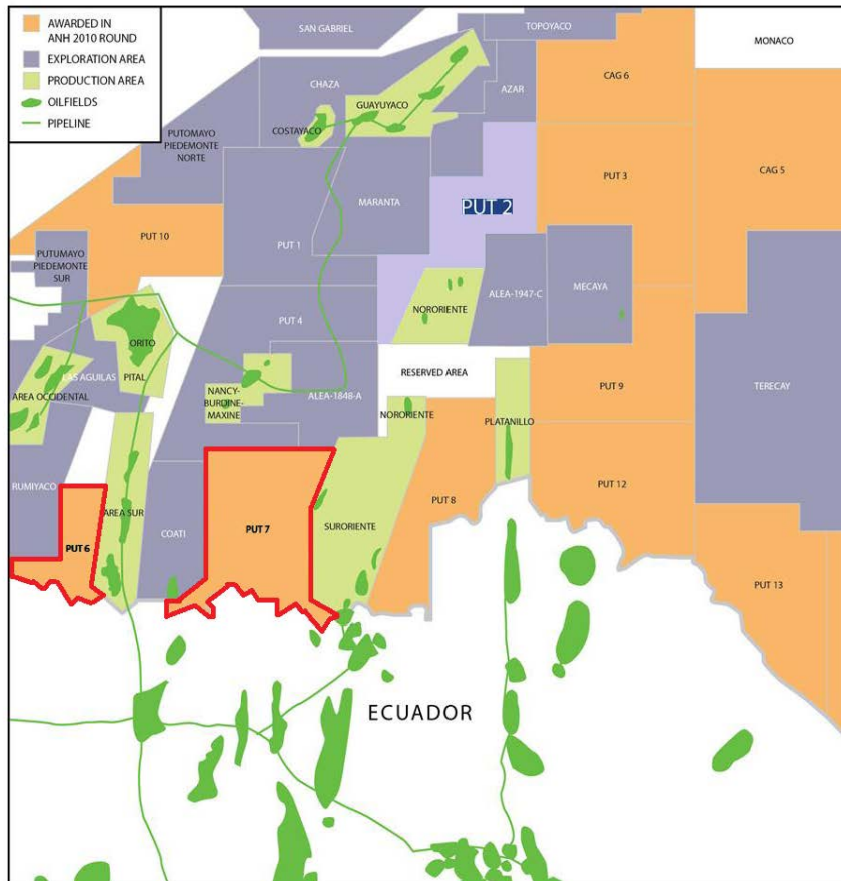 AWARDED IN
ANH 2010 ROUND
EXPLORATION AREA
PRODUCTION AREA
OILFIELDS
PIPELINE
SAN GABRIEL
TOPOYACO
MONACO
CHAZA
AZAR
CAG 6
GUAYUYACO
COSTAYACO
PUTOMAYO
PIEDEMONTE
NORTE
PUT 3
CAG 5
MARANTA
PUT 2
PUT 10
PUT 1
PUTUMAYO
PIEDEMONTE
SUR
ALEA-1947-C
MECAYA
NORORIENTE
PUT 4
ORITO
RESERVED AREA
LAS AGUILAS
PITAL
PUT 9
TERECAY
AREA OCCIDENTAL
NANCY-
BURDINE-
MAXINE
ALEA-1848-A
NORORIENTE
PLATANILLO
RUMIYACO
AREA SUR
COATI
PUT 7
SURORIENTE
PUT 8
PUT 12
PUT 6
PUT 13
ECUADOR